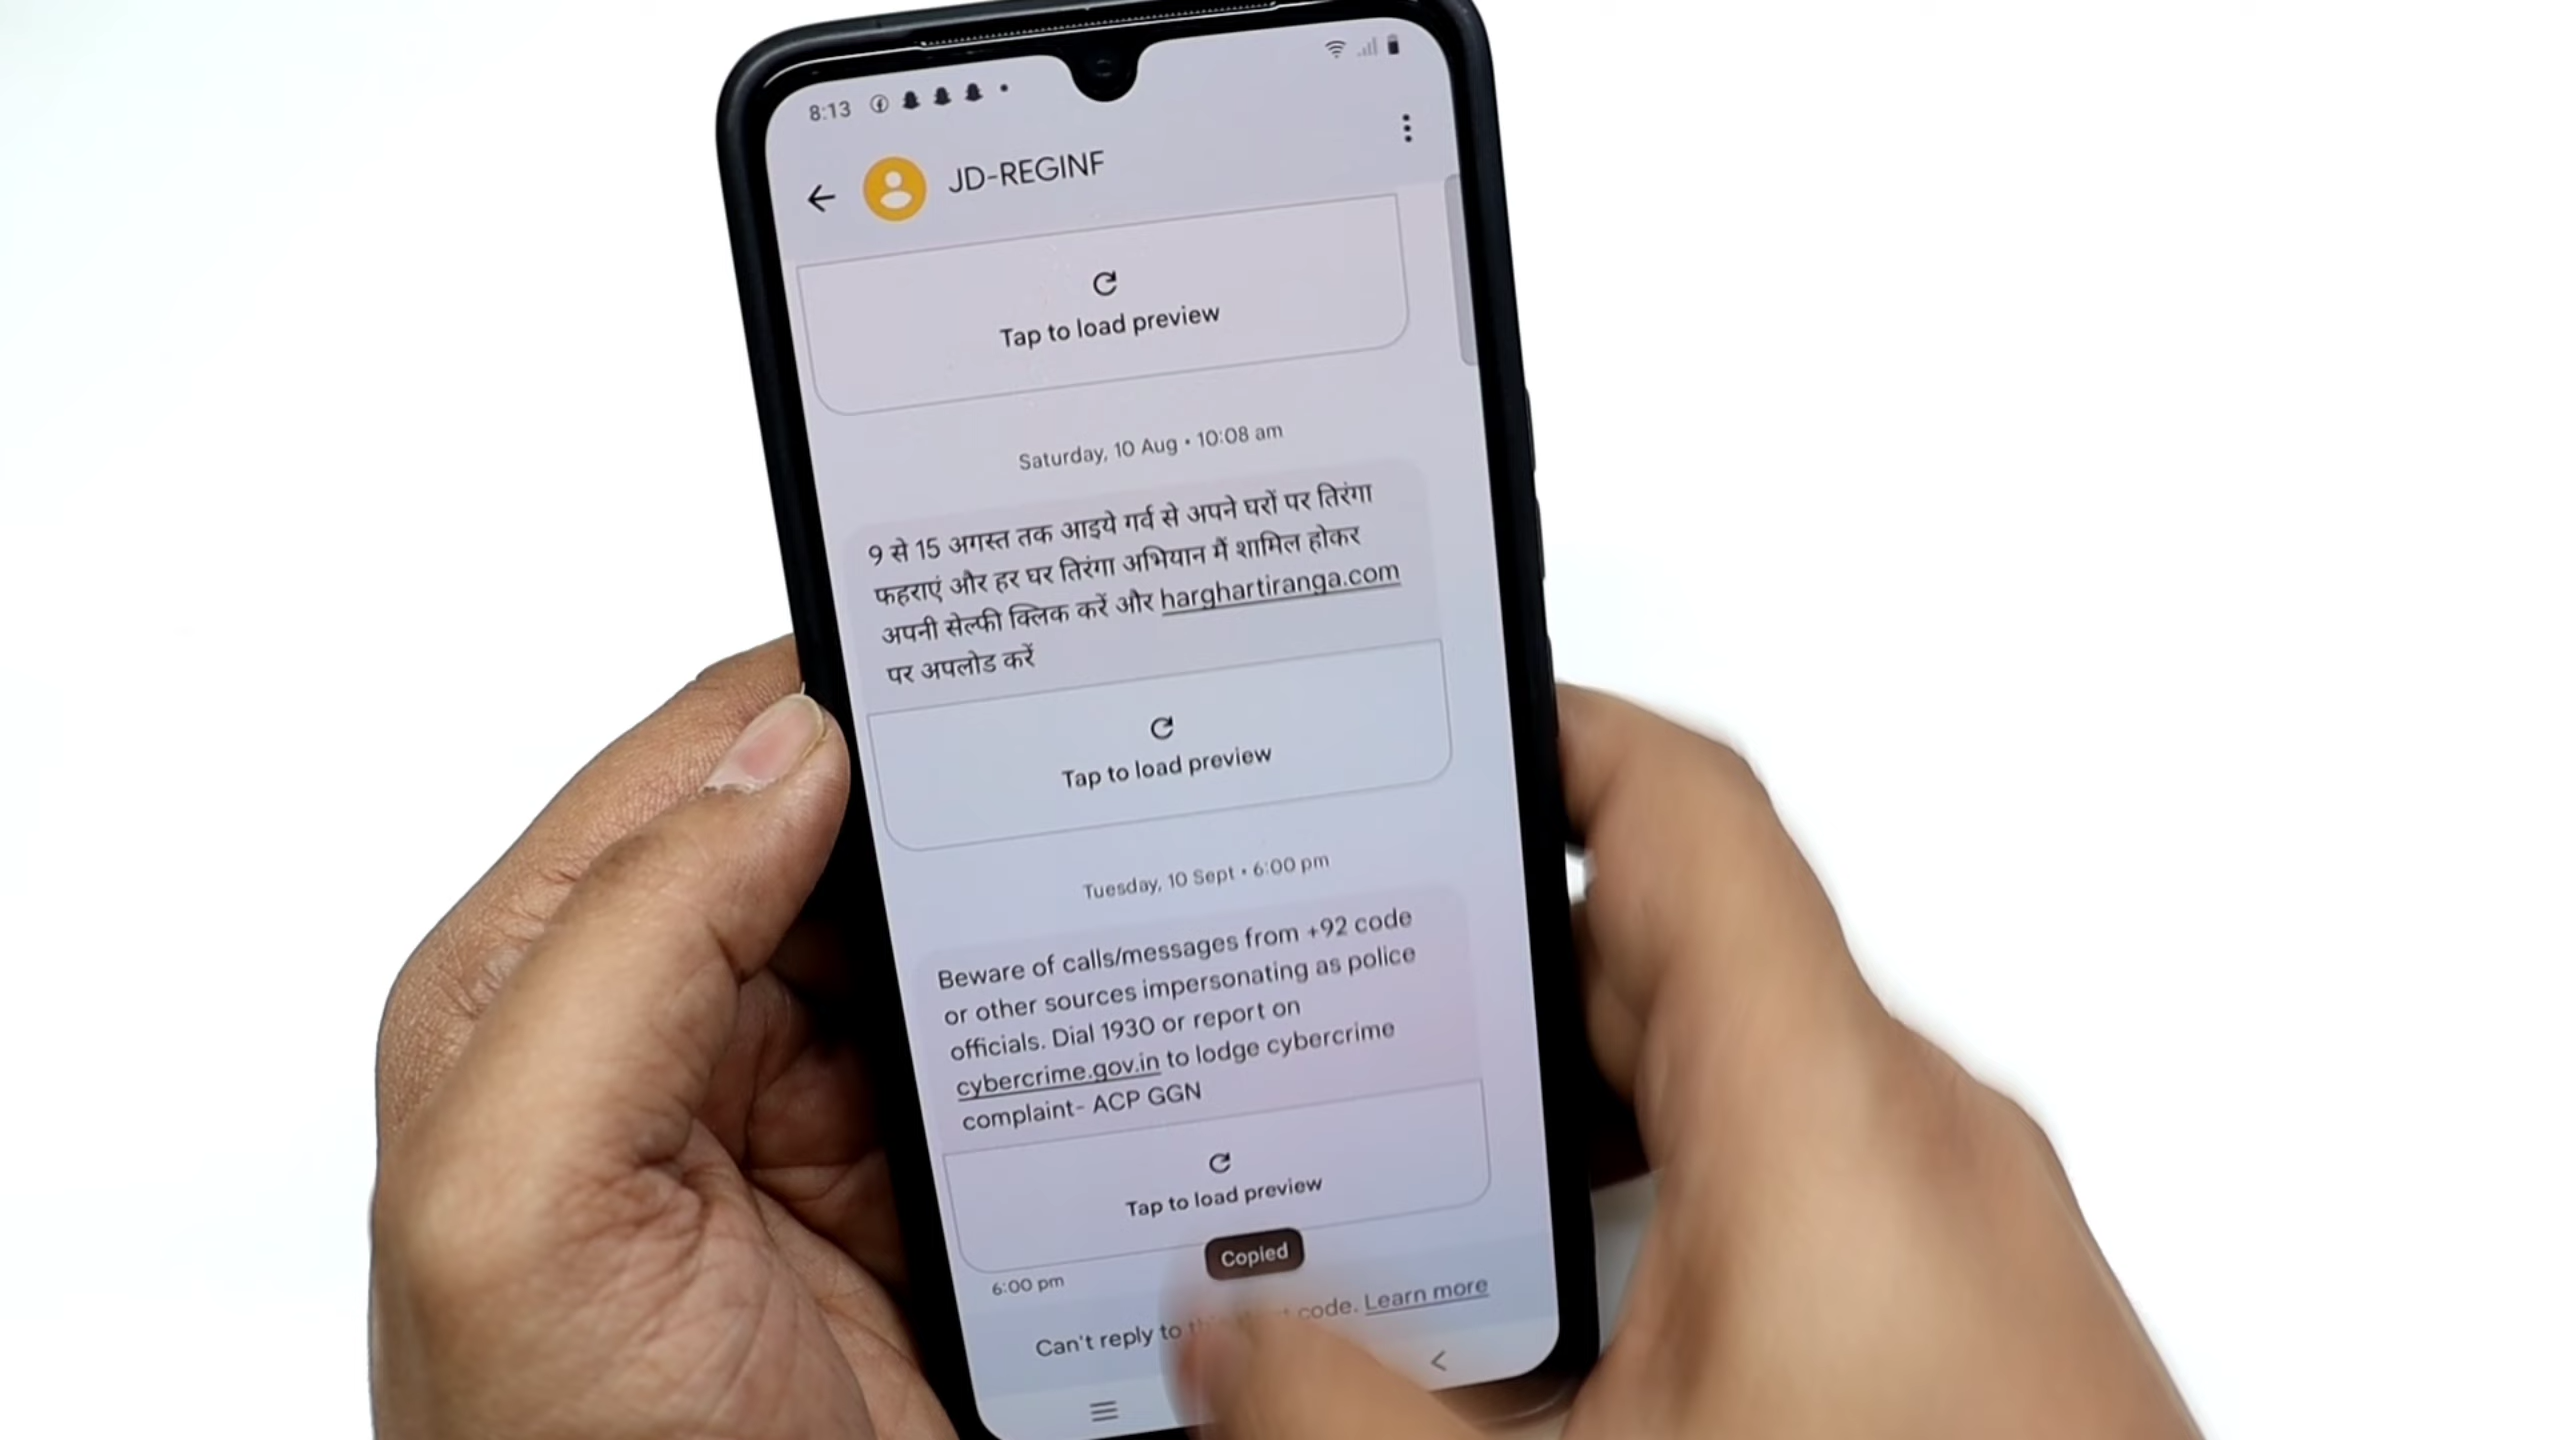 8:13
JD-REGINF
Tap to load preview
Saturday, 10 Aug • 10:08 am
9 से 15 अगस्त तक आइये गर्व से अपने घरों पर तिरंगा
फहराएं और हर घर तिरंगा अभियान मैं शामिल होकर
अपनी सेल्फी क्लिक करें और harghartiranga.com
पर अपलोड करें
Tap to load preview
Tuesday, 10 Sept • 6:00 pm
Beware of calls/messages from +92 code
or other sources impersonating as police
officials. Dial 1930 or report on
cybercrime.gov.in to lodge cybercrime
complaint- ACP GGN
Tap to load preview
Copied
6:00 pm
Can't reply to code. Learn more